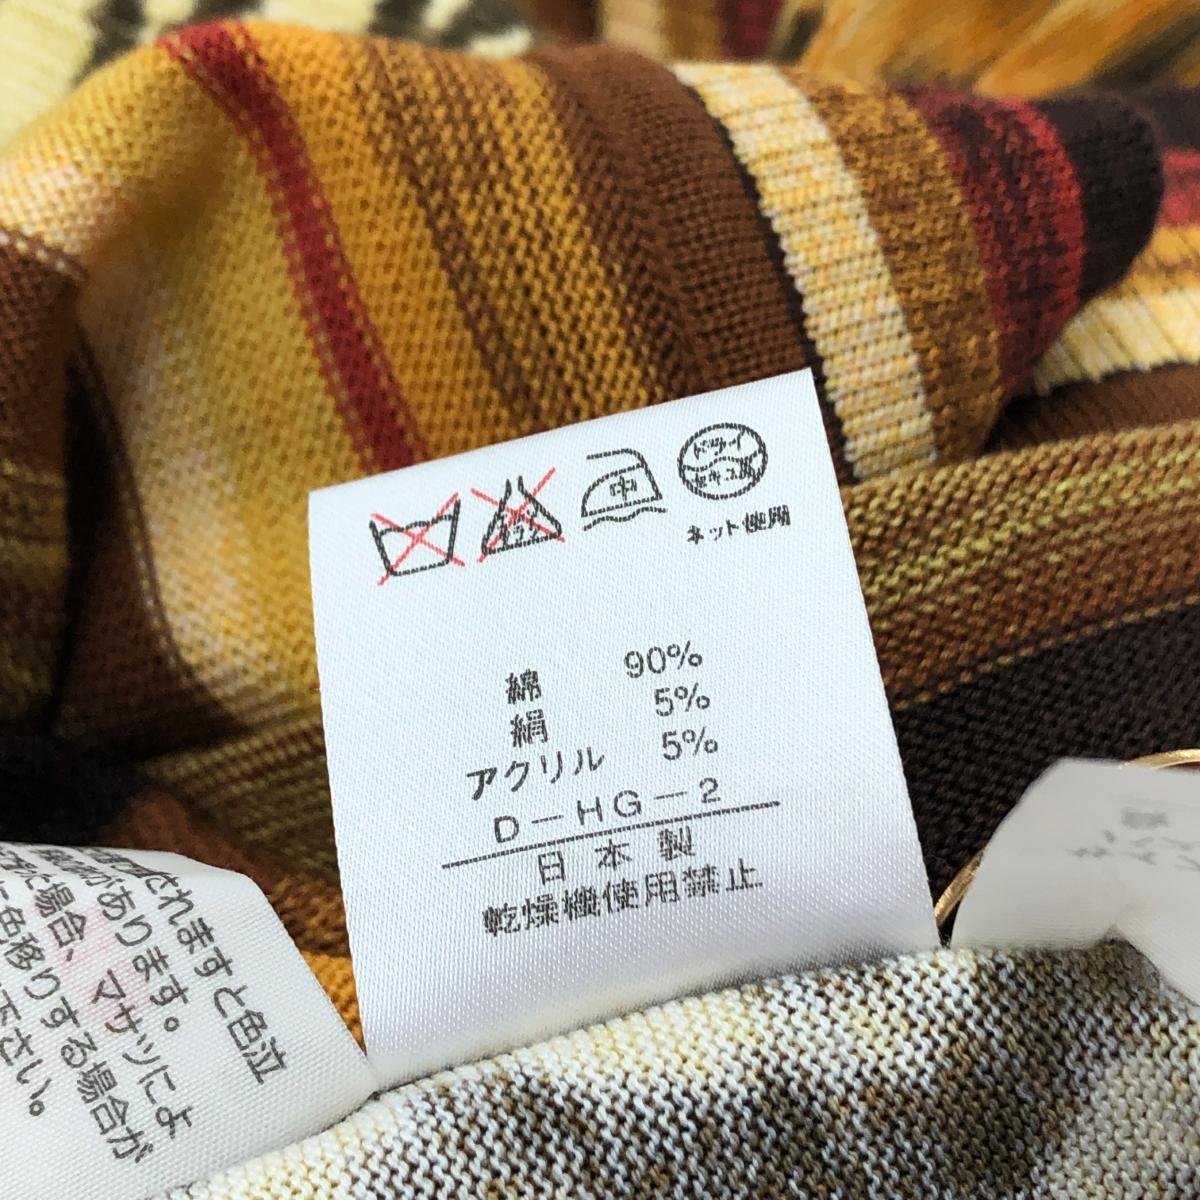 中
ドライ
セキユ系
ネット使用
綿 90%
絹 5%
アクリル 5%
D-HG-2
日本製
乾燥機使用禁止
されますと色泣
があります。
た場合、マサツによ
色移りする場合が
下さい。